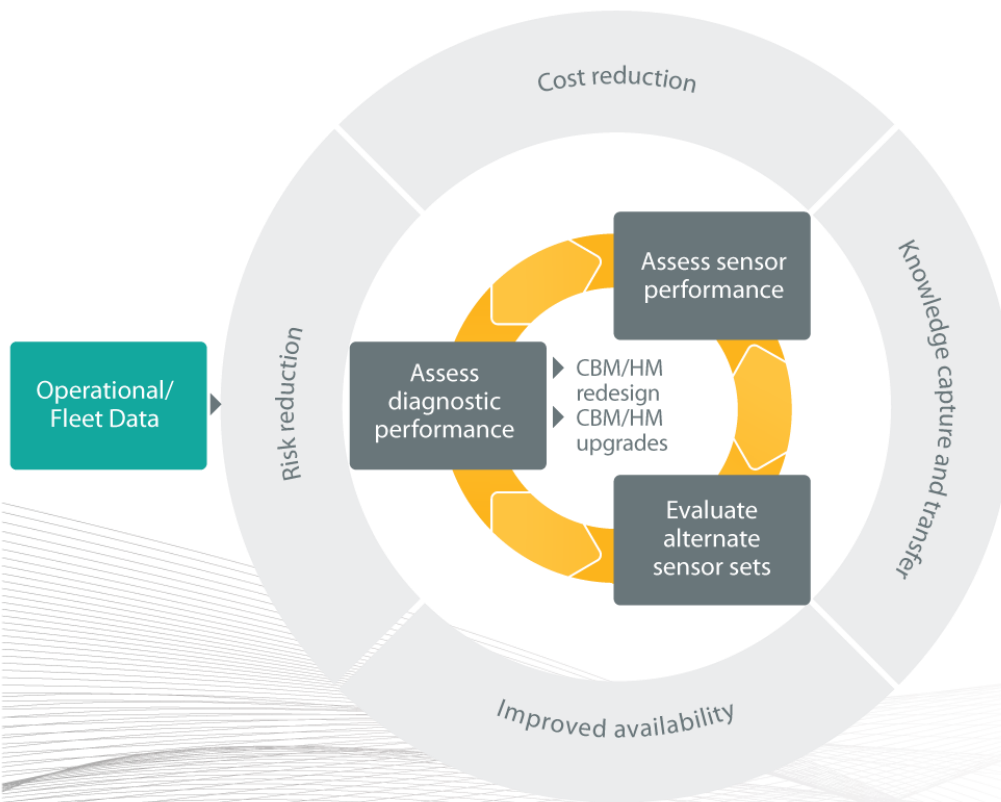 Cost reduction
Knowledge capture and transfer
Improved availability
Risk reduction
Operational/
Fleet Data
Assess sensor
performance
Assess
diagnostic
performance
CBM/HM
redesign
CBM/HM
upgrades
Evaluate
alternate
sensor sets